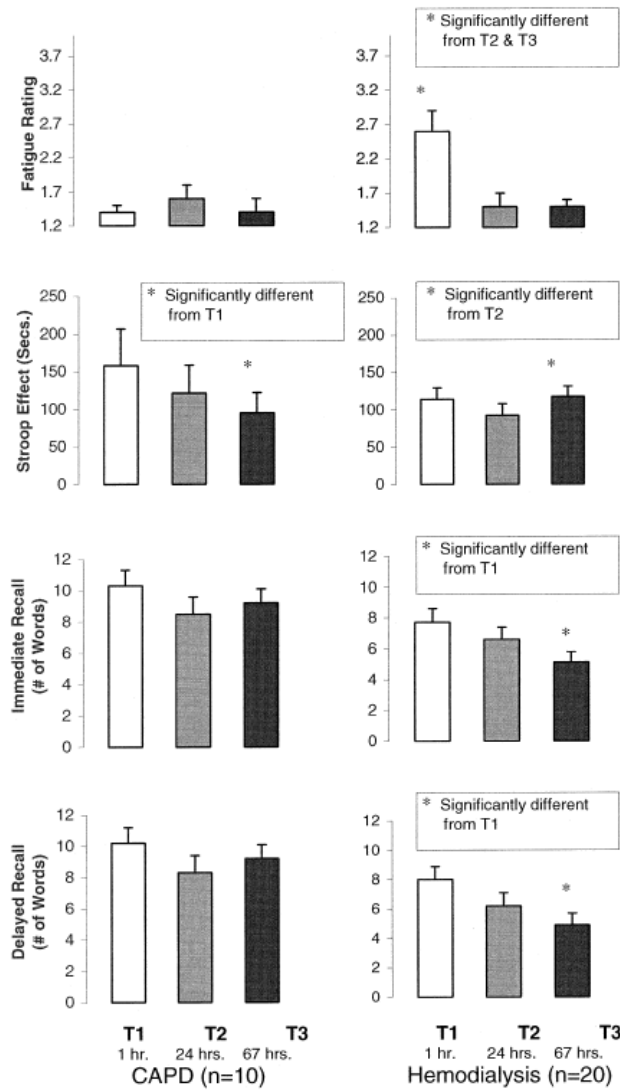 * Significantly different
from T2 & T3
Fatigue Rating
3.7
3.2
2.7
2.2
1.7
1.2
3.7
3.2
2.7
2.2
1.7
1.2
*
* Significantly different
from T1
* Significantly different
from T2
Stroop Effect (Secs.)
250
200
150
100
50
0
*
250
200
150
100
50
0
*
* Significantly different
from T1
Immediate Recall
(# of Words)
12
10
8
6
4
2
0
12
10
8
6
4
2
0
*
* Significantly different
from T1
Delayed Recall
(# of Words)
12
10
8
6
4
2
0
10
8
6
4
2
0
*
T1 T2 T3 T1 T2 T3
1 hr. 24 hrs. 67 hrs. 1 hr. 24 hrs. 67 hrs.
CAPD (n=10) Hemodialysis (n=20)